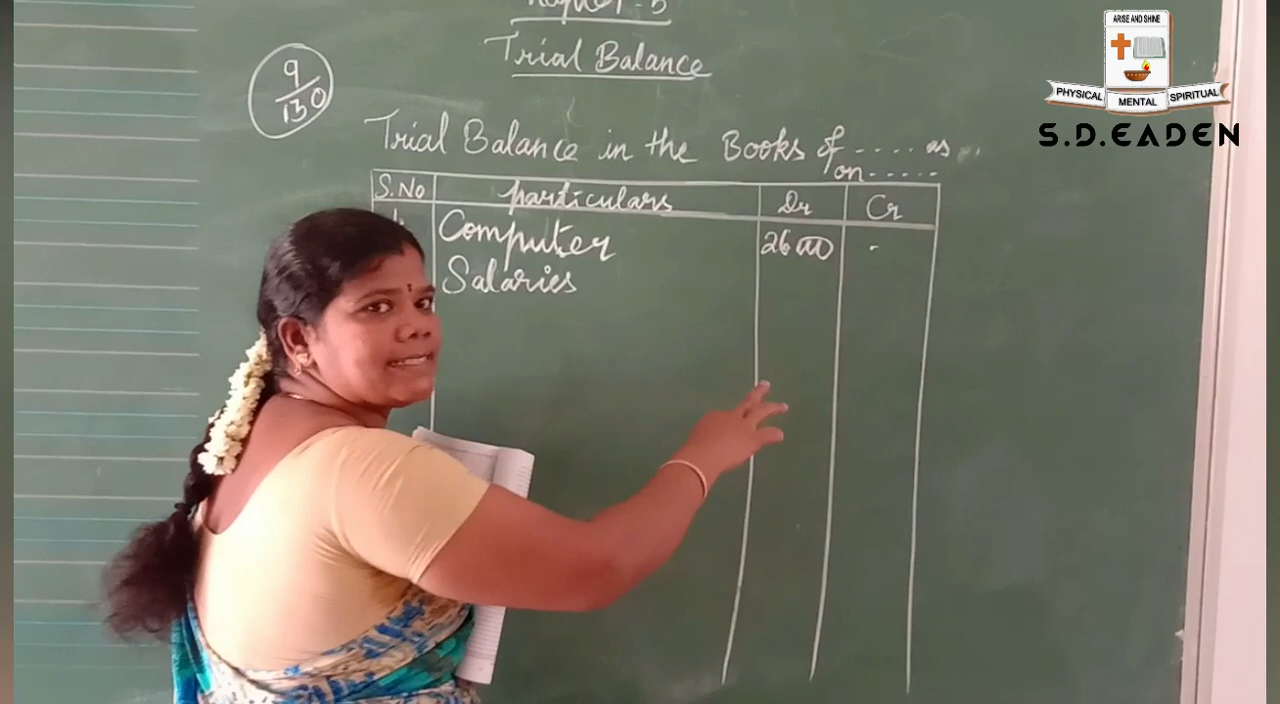 Trial Balance
9
130
Trial Balance in the Books of .... as
on.....
S.No particulars Dr Cr
Computer 26000 -
Salaries
ARISE AND SHINE
PHYSICAL MENTAL SPIRITUAL
S.D.EADEN